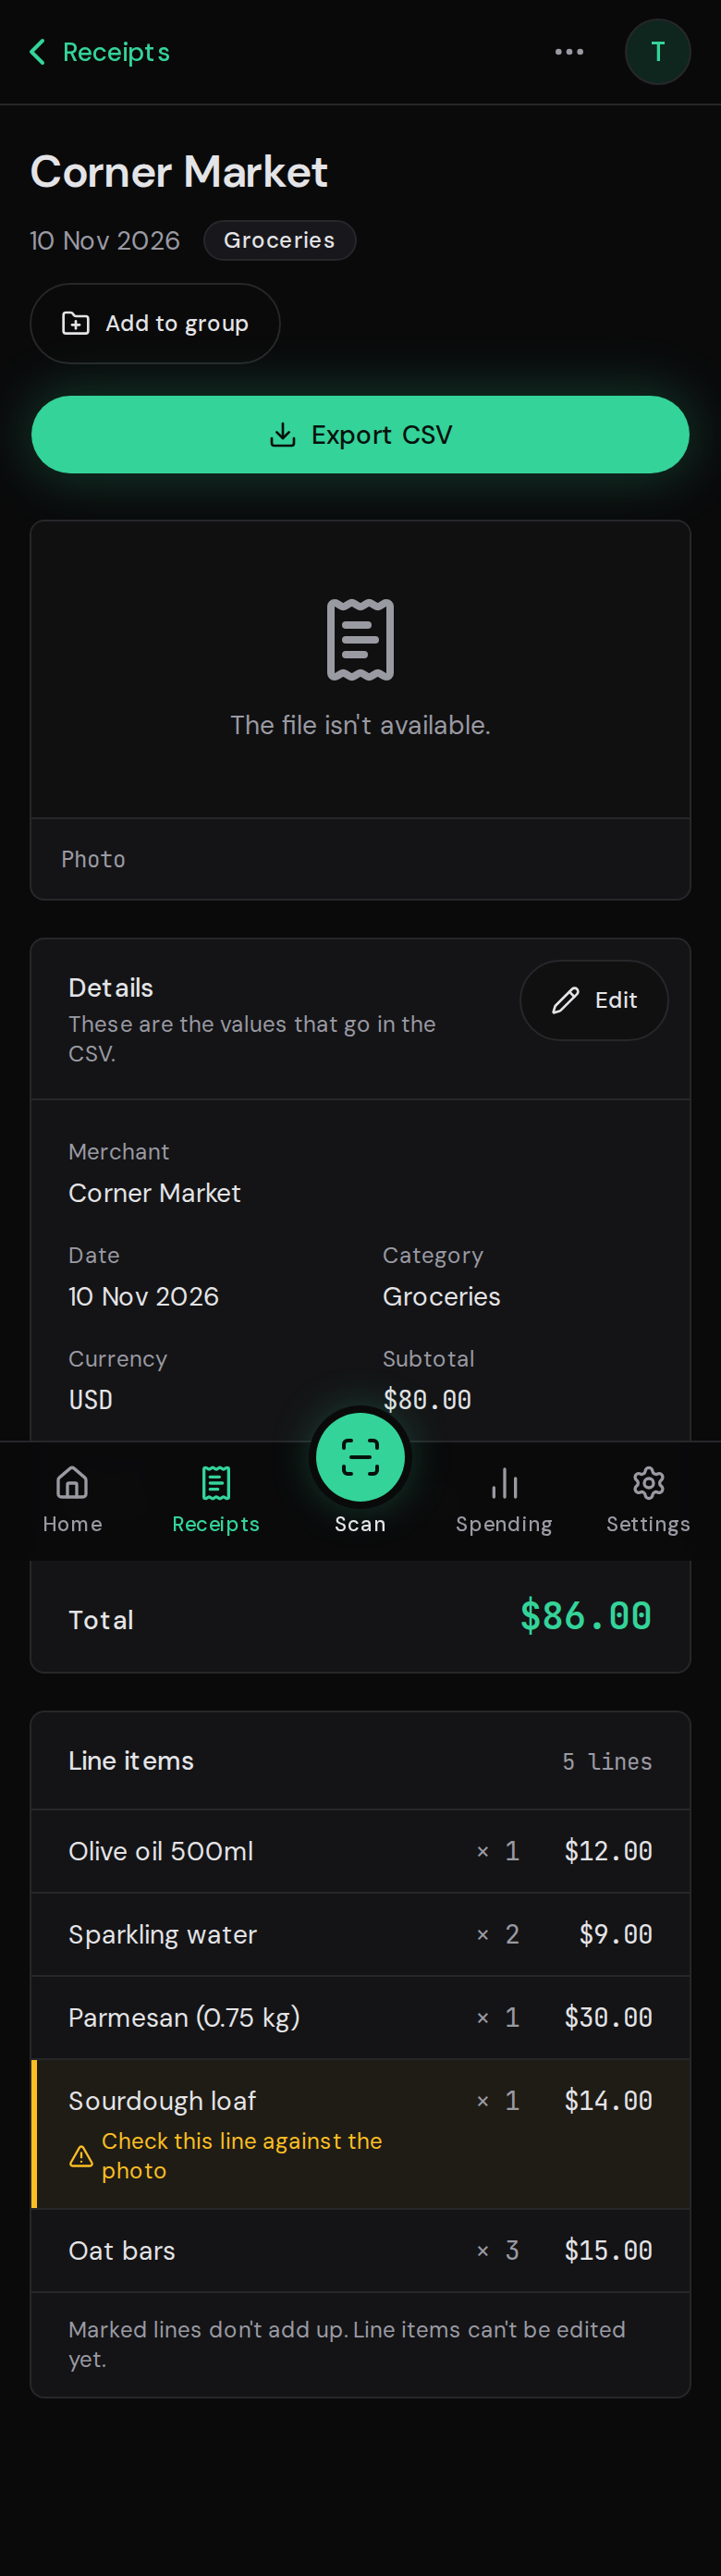 Receipts
T
Corner Market
10 Nov 2026 Groceries
Add to group
Export CSV
The file isn't available.
Photo
Details
Edit
These are the values that go in the
CSV.
Merchant
Corner Market
Date Category
10 Nov 2026 Groceries
Currency Subtotal
USD $80.00
Home Receipts Scan Spending Settings
Total $86.00
Line items 5 lines
Olive oil 500ml × 1 $12.00
Sparkling water × 2 $9.00
Parmesan (0.75 kg) × 1 $30.00
Sourdough loaf × 1 $14.00
Check this line against the
photo
Oat bars × 3 $15.00
Marked lines don't add up. Line items can't be edited
yet.